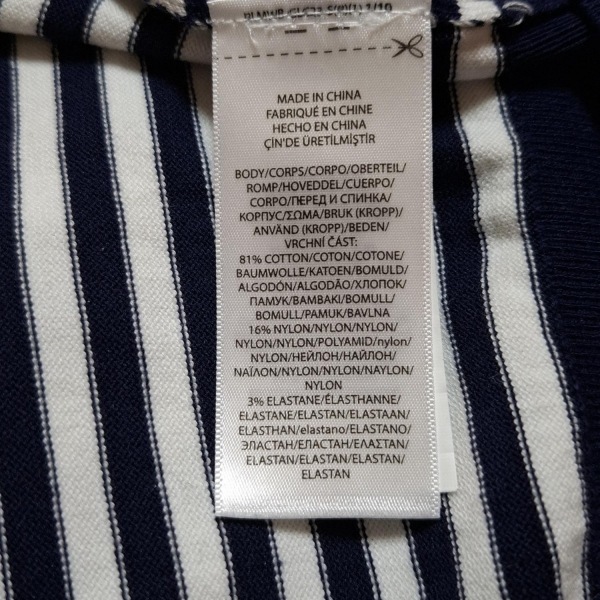 MADE IN CHINA
FABRIQUÉ EN CHINE
HECHO EN CHINA
ÇİN'DE ÜRETİLMİŞTİR
BODY/CORPS/CORPO/OBERTEIL/
ROMP/HOVEDDEL/CUERPO/
CORPO/ПЕРЕД И СПИНКА/
КОРПУС/ΣΩΜΑ/BRUK (KROPP)/
ANVÄND (KROPP)/BEDEN/
VRCHNÍ ČÁST:
81% COTTON/COTON/COTONE/
BAUMWOLLE/KATOEN/BOMULD/
ALGODÓN/ALGODÃO/ХЛОПОК/
ПАМУК/BAMBAKI/BOMULL/
BOMULL/PAMUK/BAVLNA
16% NYLON/NYLON/NYLON/
NYLON/NYLON/POLYAMID/nylon/
NYLON/НЕЙЛОН/НАЙЛОН/
ΝΑΪΛΟΝ/NYLON/NYLON/NAYLON/
NYLON
3% ELASTANE/ÉLASTHANNE/
ELASTANE/ELASTAN/ELASTAAN/
ELASTHAN/elastano/ELASTANO/
ЭЛАСТАН/ЕЛАСТАН/ΕΛΑΣΤΑΝ/
ELASTAN/ELASTAN/ELASTAN/
ELASTAN